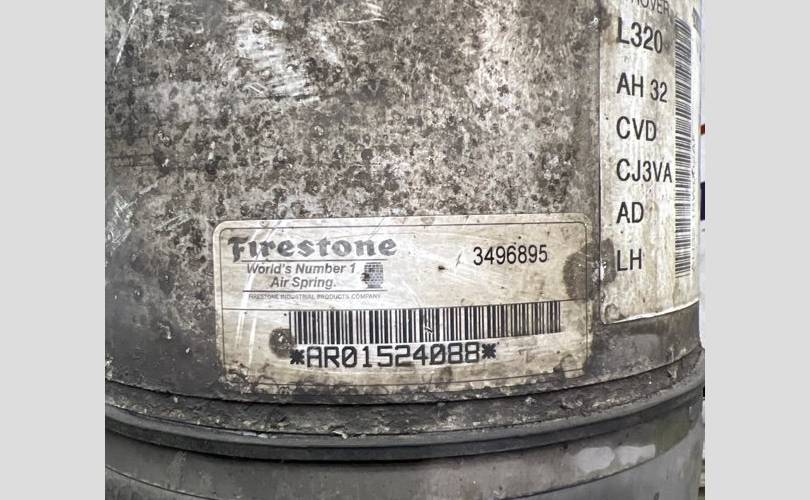 Firestone
World's Number 1
Air Spring.
FIRESTONE INDUSTRIAL PRODUCTS COMPANY
3496895
*AR01524088*
L320
AH 32
CVD
CJ3VA
AD
LH